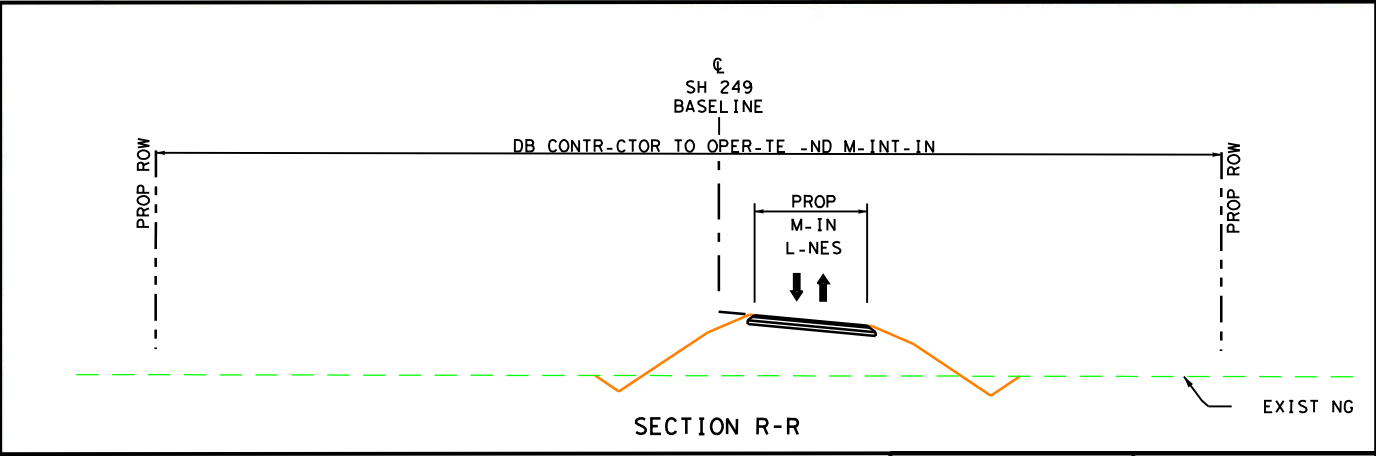 ℄
SH 249
BASELINE
DB CONTR-CTOR TO OPER-TE -ND M-INT-IN
PROP ROW
PROP ROW
PROP
M-IN
L-NES
EXIST NG
SECTION R-R